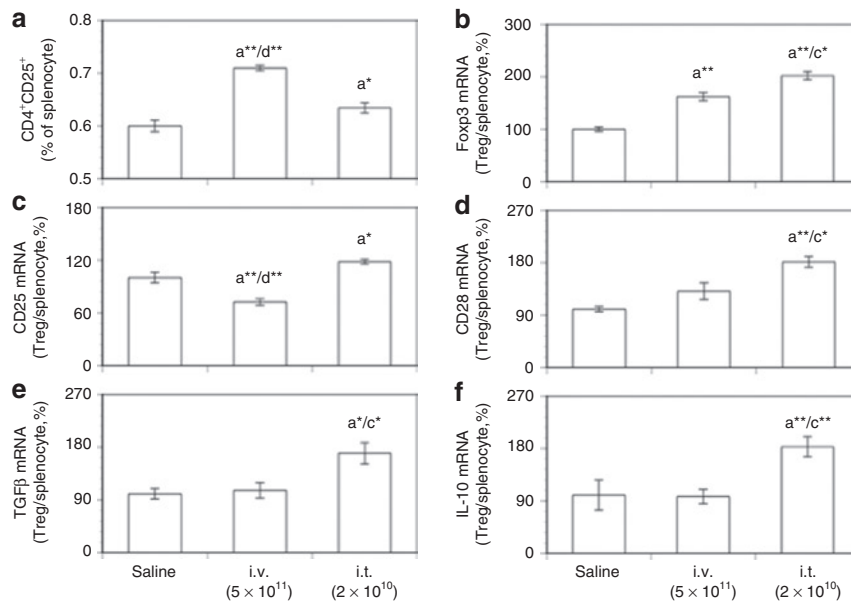 a
CD4⁺CD25⁺
(% of splenocyte)
0.8
0.7
0.6
0.5
a**/d**
a*
b
Foxp3 mRNA
(Treg/splenocyte,%)
300
200
100
0
a**
a**/c*
c
CD25 mRNA
(Treg/splenocyte,%)
180
120
60
0
a**/d**
a*
d
CD28 mRNA
(Treg/splenocyte,%)
270
180
90
0
a**/c*
e
TGFβ mRNA
(Treg/splenocyte,%)
270
180
90
0
a*/c*
Saline i.v. i.t.
(5 × 10¹¹) (2 × 10¹⁰)
f
IL-10 mRNA
(Treg/splenocyte,%)
270
180
90
0
a**/c**
Saline i.v. i.t.
(5 × 10¹¹) (2 × 10¹⁰)